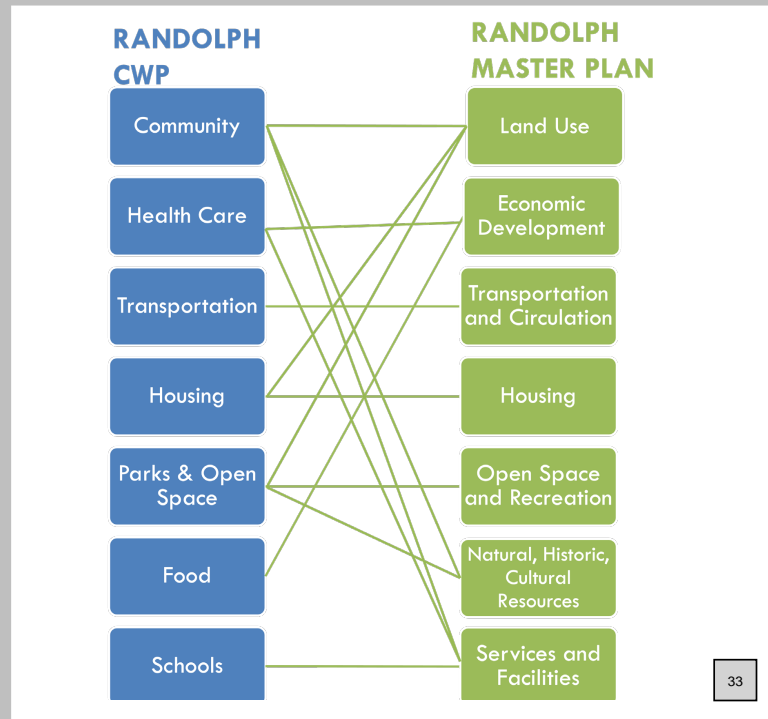 RANDOLPH
CWP
RANDOLPH
MASTER PLAN
Community
Land Use
Health Care
Economic
Development
Transportation
Transportation
and Circulation
Housing
Housing
Parks & Open
Space
Open Space
and Recreation
Food
Natural, Historic,
Cultural
Resources
Schools
Services and
Facilities
33